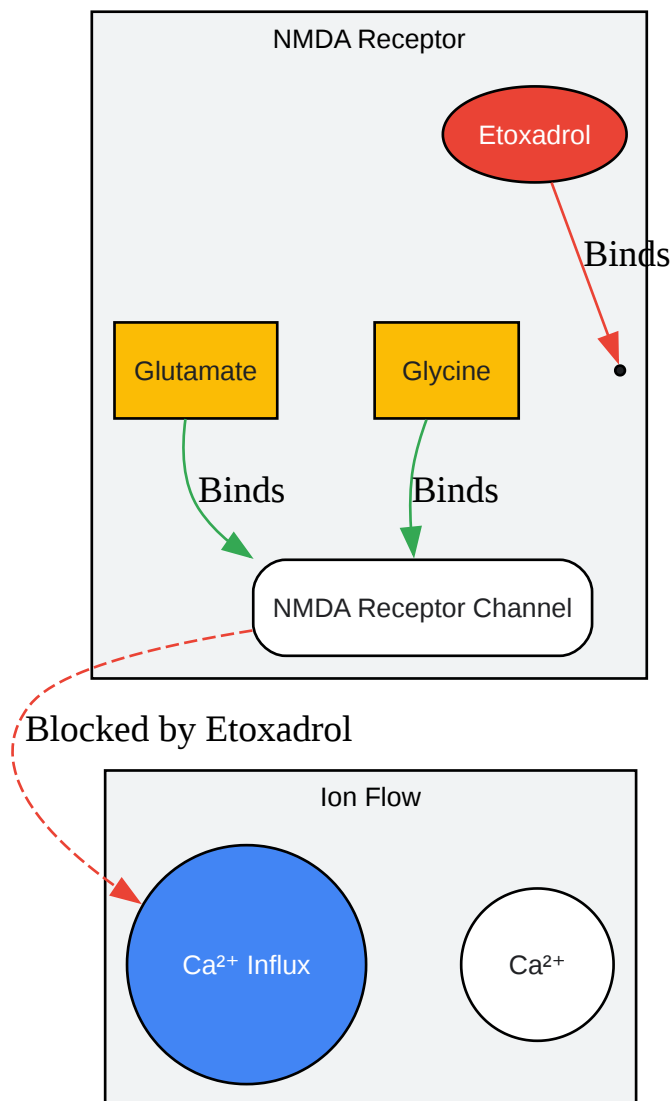 NMDA Receptor
Etoxadrol
Binds
Glutamate
Glycine
Binds
Binds
NMDA Receptor Channel
Blocked by Etoxadrol
Ion Flow
Ca²⁺ Influx
Ca²⁺